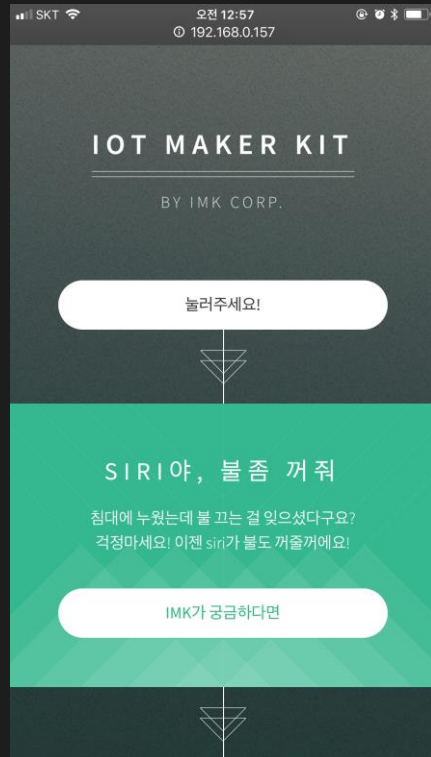 SKT 오전 12:57
192.168.0.157
IOT MAKER KIT
BY IMK CORP.
눌러주세요!
SIRI야, 불좀 꺼줘
침대에 누웠는데 불 끄는 걸 잊으셨다구요?
걱정마세요! 이젠 siri가 불도 꺼줄꺼에요!
IMK가 궁금하다면